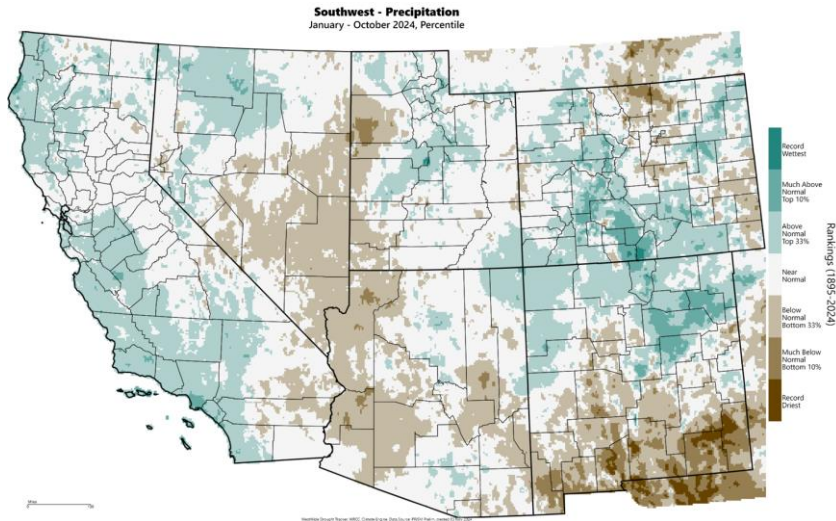 Southwest - Precipitation
January - October 2024, Percentile
Record
Wettest
Much Above
Normal
Top 10%
Above
Normal
Top 33%
Near
Normal
Below
Normal
Bottom 33%
Much Below
Normal
Bottom 10%
Record
Driest
Rankings (1895-2024)
Miles